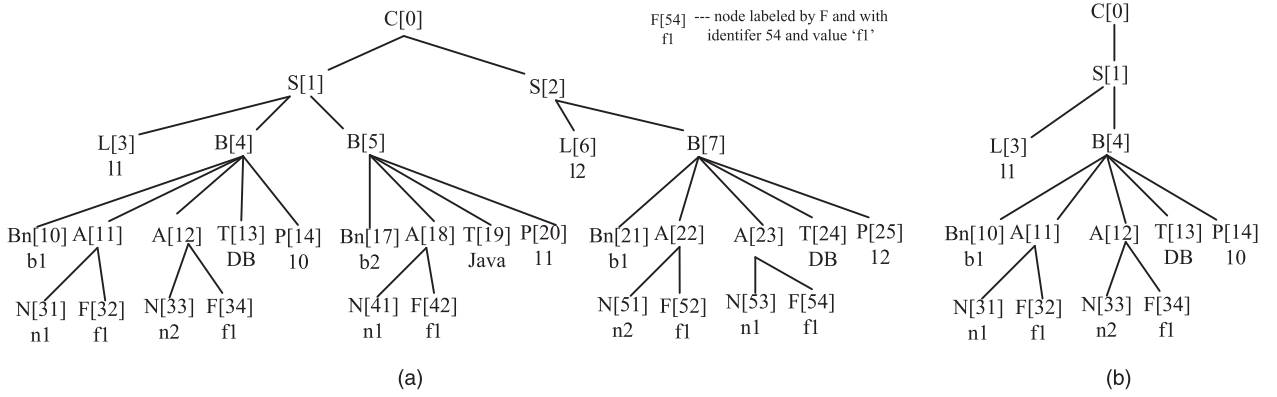 C[0] F[54] --- node labeled by F and with C[0]
f1 identifer 54 and value ‘f1’
S[1] S[2] S[1]
L[3] B[4] B[5] L[6] B[7] L[3] B[4]
l1 l2 l1
Bn[10] A[11] A[12] T[13] P[14] Bn[17] A[18] T[19] P[20] Bn[21] A[22] A[23] T[24] P[25] Bn[10] A[11] A[12] T[13] P[14]
b1 DB 10 b2 Java 11 b1 DB 12 b1 DB 10
N[31] F[32] N[33] F[34] N[41] F[42] N[51] F[52] N[53] F[54] N[31] F[32] N[33] F[34]
n1 f1 n2 f1 n1 f1 n2 f1 n1 f1 n1 f1 n2 f1
(a) (b)